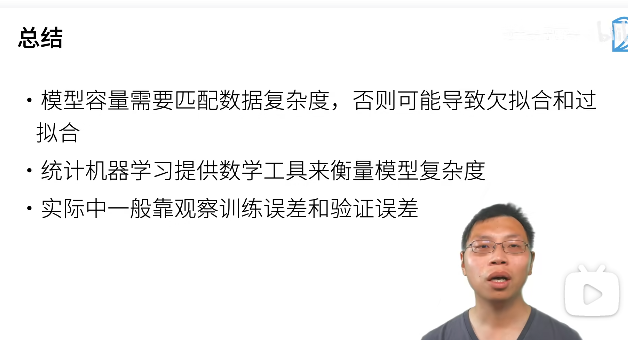 总结
·模型容量需要匹配数据复杂度，否则可能导致欠拟合和过
拟合
·统计机器学习提供数学工具来衡量模型复杂度
·实际中一般靠观察训练误差和验证误差